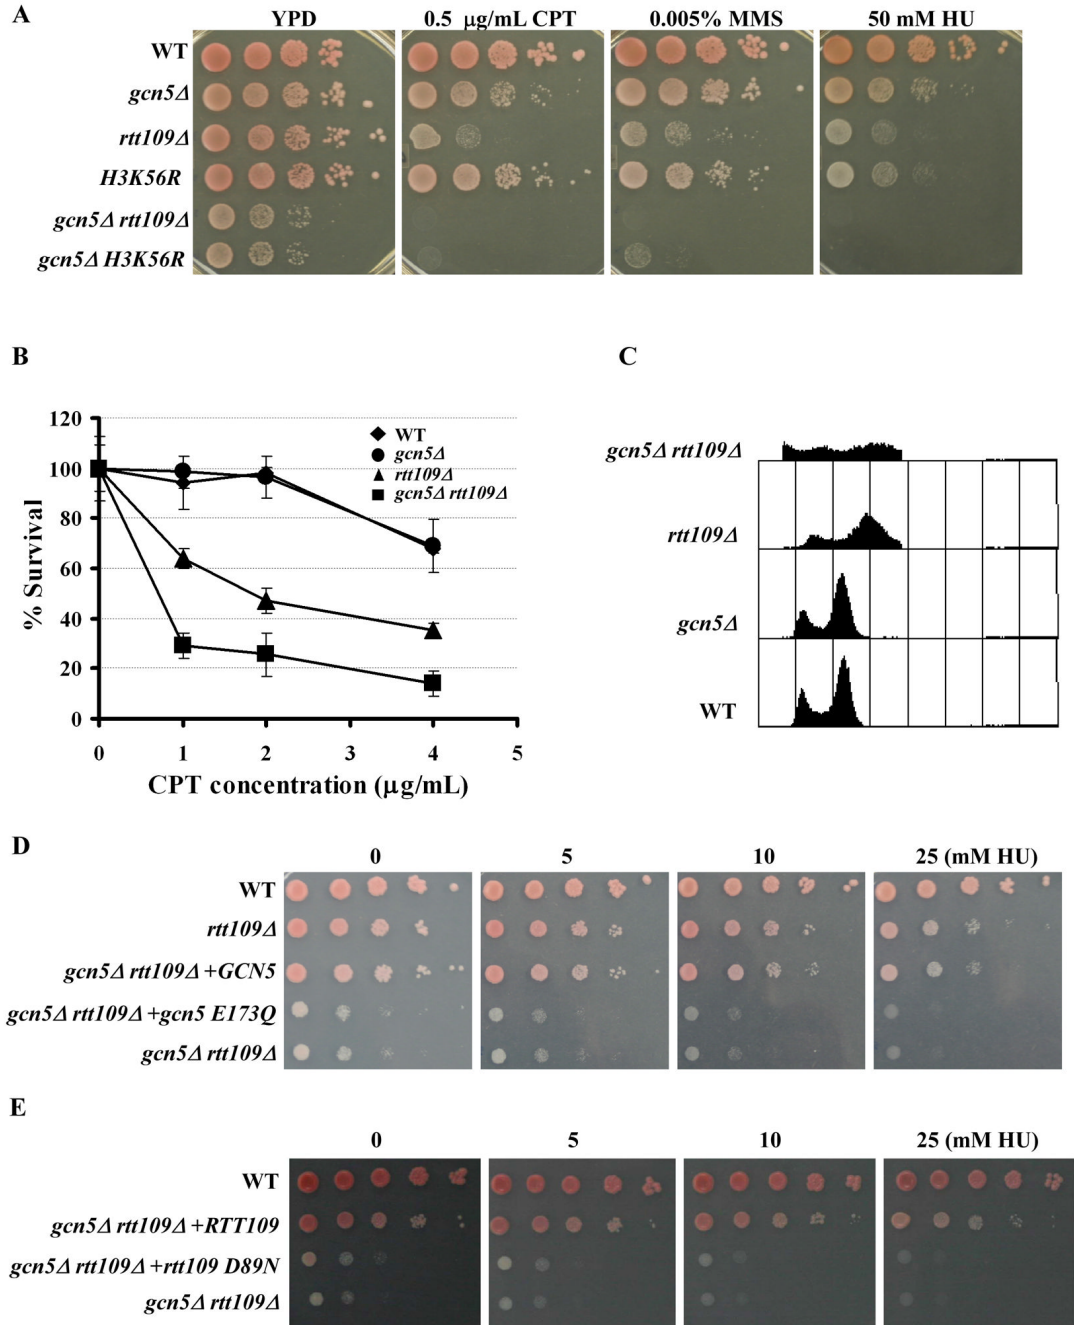 A
YPD 0.5 μg/mL CPT 0.005% MMS 50 mM HU
WT
gcn5Δ
rtt109Δ
H3K56R
gcn5Δ rtt109Δ
gcn5Δ H3K56R
B
120
100
80
60
40
20
0
% Survival
WT
gcn5Δ
rtt109Δ
gcn5Δ rtt109Δ
0 1 2 3 4 5
CPT concentration (μg/mL)
C
gcn5Δ rtt109Δ
rtt109Δ
gcn5Δ
WT
D
0 5 10 25 (mM HU)
WT
rtt109Δ
gcn5Δ rtt109Δ +GCN5
gcn5Δ rtt109Δ +gcn5 E173Q
gcn5Δ rtt109Δ
E
0 5 10 25 (mM HU)
WT
gcn5Δ rtt109Δ +RTT109
gcn5Δ rtt109Δ +rtt109 D89N
gcn5Δ rtt109Δ